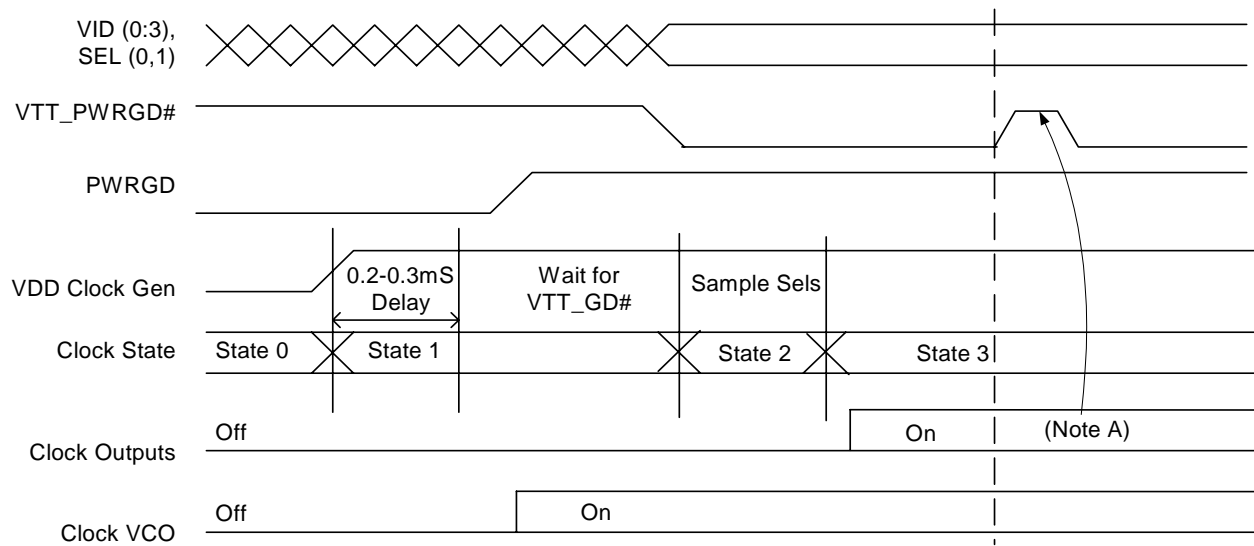 VID (0:3),
SEL (0,1)
VTT_PWRGD#
PWRGD
VDD Clock Gen
0.2-0.3mS
Delay
Wait for
VTT_GD#
Sample Sels
Clock State
State 0
State 1
State 2
State 3
Clock Outputs
Off
On
(Note A)
Clock VCO
Off
On